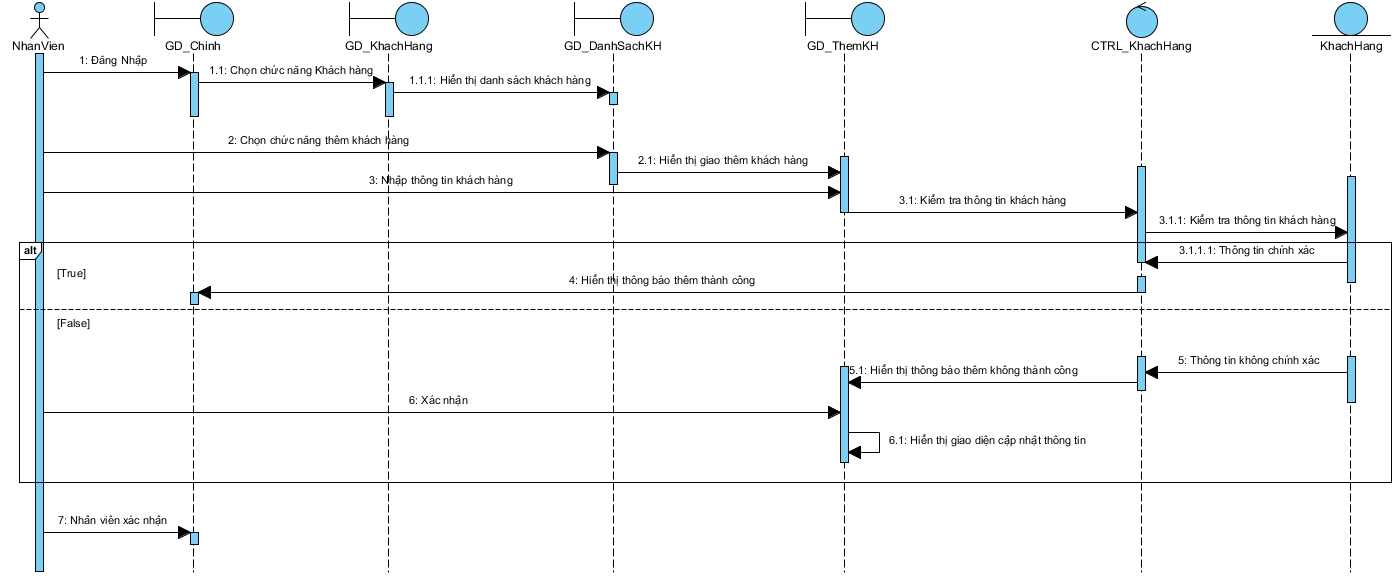 NhanVien
GD_Chinh
GD_KhachHang
GD_DanhSachKH
GD_ThemKH
CTRL_KhachHang
KhachHang
1: Đăng Nhập
1.1: Chọn chức năng Khách hàng
1.1.1: Hiển thị danh sách khách hàng
2: Chọn chức năng thêm khách hàng
2.1: Hiển thị giao thêm khách hàng
3: Nhập thông tin khách hàng
3.1: Kiểm tra thông tin khách hàng
3.1.1: Kiểm tra thông tin khách hàng
alt
3.1.1.1: Thông tin chính xác
[True]
4: Hiển thị thông báo thêm thành công
[False]
5: Thông tin không chính xác
5.1: Hiển thị thông báo thêm không thành công
6: Xác nhận
6.1: Hiển thị giao diện cập nhật thông tin
7: Nhân viên xác nhận